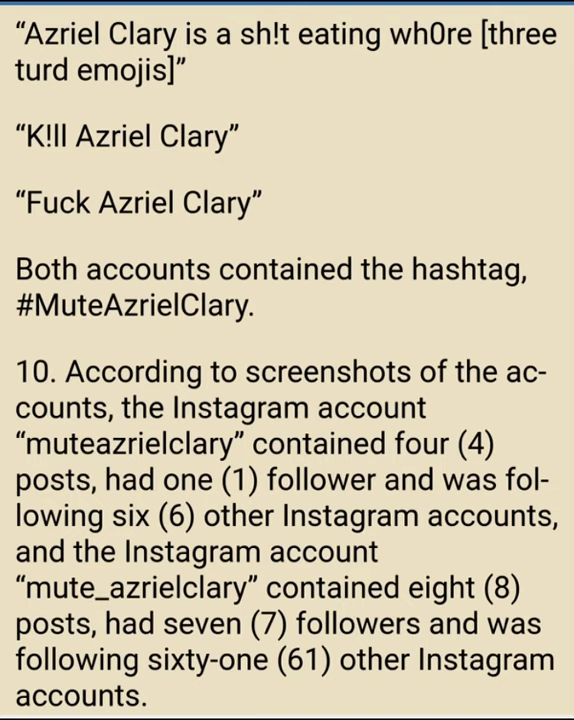 “Azriel Clary is a sh!t eating wh0re [three
turd emojis]”
“K!ll Azriel Clary”
“Fuck Azriel Clary”
Both accounts contained the hashtag,
#MuteAzrielClary.
10. According to screenshots of the ac-
counts, the Instagram account
“muteazrielclary” contained four (4)
posts, had one (1) follower and was fol-
lowing six (6) other Instagram accounts,
and the Instagram account
“mute_azrielclary” contained eight (8)
posts, had seven (7) followers and was
following sixty-one (61) other Instagram
accounts.